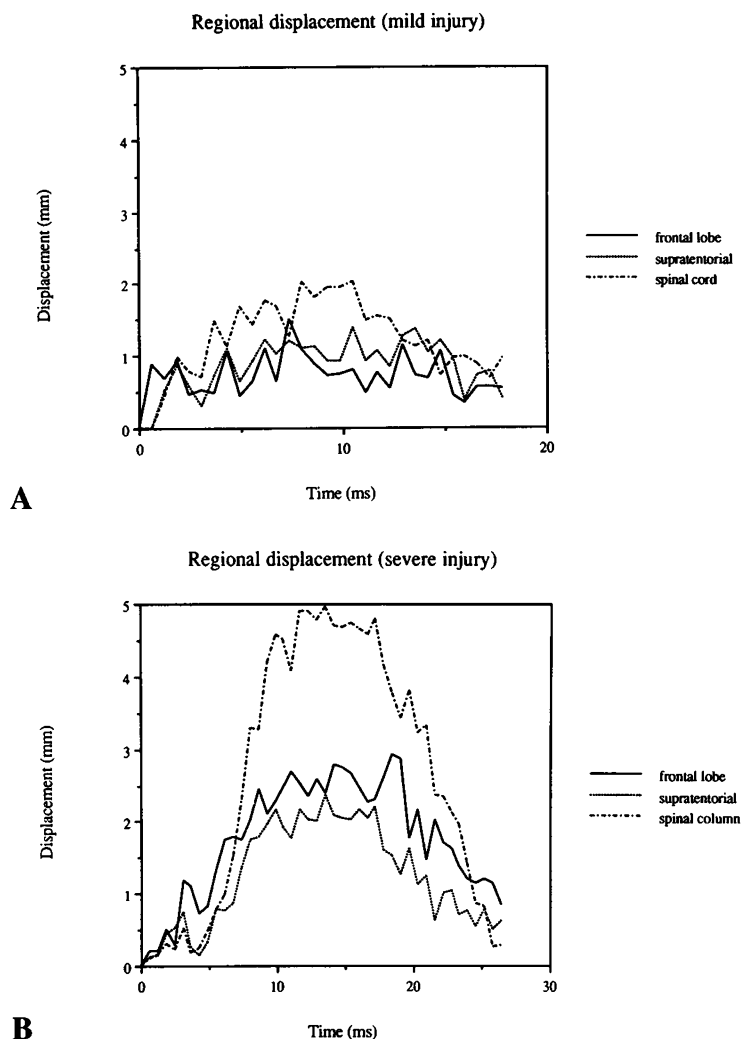 Regional displacement (mild injury)
5
4
3
2
1
0
0
10
20
Displacement (mm)
Time (ms)
frontal lobe
supratentorial
spinal cord
A
Regional displacement (severe injury)
5
4
3
2
1
0
0
10
20
30
Displacement (mm)
Time (ms)
frontal lobe
supratentorial
spinal column
B